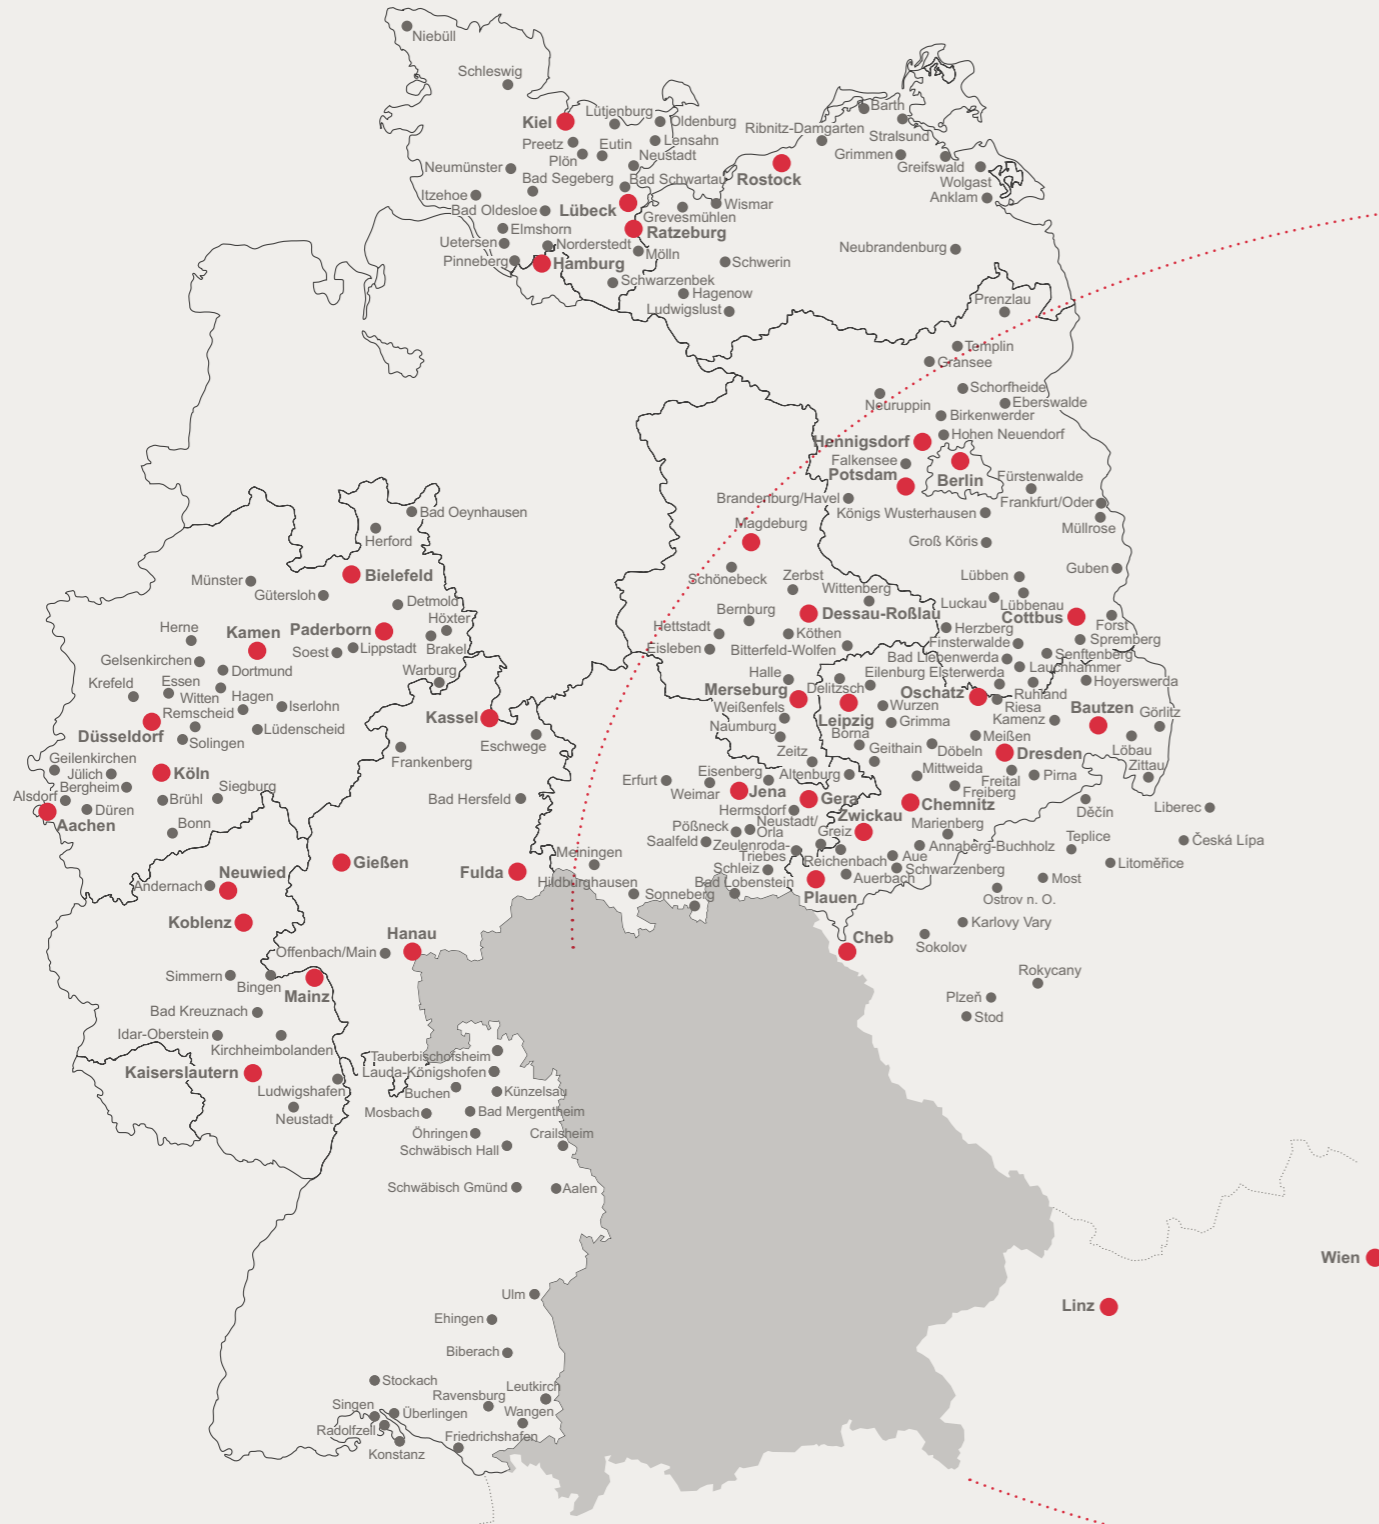 Niebüll
Schleswig
Kiel
Lütjenburg
Oldenburg
Barth
Preetz
Eutin
Lensahn
Ribnitz-Damgarten
Stralsund
Plön
Neustadt
Grimmen
Greifswald
Neumünster
Bad Segeberg
Bad Schwartau
Rostock
Wolgast
Itzehoe
Anklam
Bad Oldesloe
Lübeck
Wismar
Grevesmühlen
Elmshorn
Ratzeburg
Uetersen
Norderstedt
Mölln
Neubrandenburg
Pinneberg
Hamburg
Schwerin
Schwarzenbek
Hagenow
Prenzlau
Ludwigslust
Templin
Gransee
Schorfheide
Neuruppin
Eberswalde
Birkenwerder
Hennigsdorf
Hohen Neuendorf
Falkensee
Potsdam
Berlin
Fürstenwalde
Brandenburg/Havel
Frankfurt/Oder
Bad Oeynhausen
Königs Wusterhausen
Müllrose
Herford
Magdeburg
Groß Köris
Bielefeld
Schönebeck
Zerbst
Lübben
Guben
Münster
Gütersloh
Wittenberg
Detmold
Luckau
Lübbenau
Höxter
Bernburg
Dessau-Roßlau
Cottbus
Herne
Kamen
Paderborn
Hettstadt
Köthen
Herzberg
Forst
Gelsenkirchen
Soest
Lippstadt
Brakel
Eisleben
Bitterfeld-Wolfen
Finsterwalde
Spremberg
Dortmund
Bad Liebenwerda
Senftenberg
Krefeld
Essen
Warburg
Halle
Eilenburg
Elsterwerda
Lauchhammer
Witten
Hagen
Merseburg
Delitzsch
Oschatz
Ruhland
Hoyerswerda
Iserlohn
Weißenfels
Wurzen
Riesa
Remscheid
Kassel
Leipzig
Grimma
Kamenz
Bautzen
Görlitz
Düsseldorf
Lüdenscheid
Naumburg
Borna
Meißen
Solingen
Eschwege
Zeitz
Geithain
Döbeln
Dresden
Löbau
Geilenkirchen
Frankenberg
Zittau
Jülich
Köln
Erfurt
Eisenberg
Altenburg
Mittweida
Freital
Pirna
Bergheim
Siegburg
Weimar
Jena
Freiberg
Alsdorf
Brühl
Bad Hersfeld
Gera
Chemnitz
Liberec
Düren
Hermsdorf
Děčín
Aachen
Bonn
Pößneck
Neustadt/
Orla
Zwickau
Marienberg
Saalfeld
Greiz
Teplice
Česká Lípa
Zeulenroda-
Triebes
Annaberg-Buchholz
Gießen
Meiningen
Reichenbach
Aue
Litoměřice
Neuwied
Fulda
Schleiz
Schwarzenberg
Andernach
Hildburghausen
Bad Lobenstein
Auerbach
Most
Sonneberg
Plauen
Ostrov n. O.
Koblenz
Karlovy Vary
Hanau
Cheb
Offenbach/Main
Sokolov
Simmern
Bingen
Rokycany
Mainz
Plzeň
Bad Kreuznach
Stod
Idar-Oberstein
Kirchheimbolanden
Tauberbischofsheim
Kaiserslautern
Lauda-Königshofen
Ludwigshafen
Buchen
Künzelsau
Neustadt
Mosbach
Bad Mergentheim
Öhringen
Crailsheim
Schwäbisch Hall
Schwäbisch Gmünd
Aalen
Wien
Ulm
Linz
Ehingen
Biberach
Stockach
Leutkirch
Ravensburg
Singen
Überlingen
Wangen
Radolfzell
Friedrichshafen
Konstanz